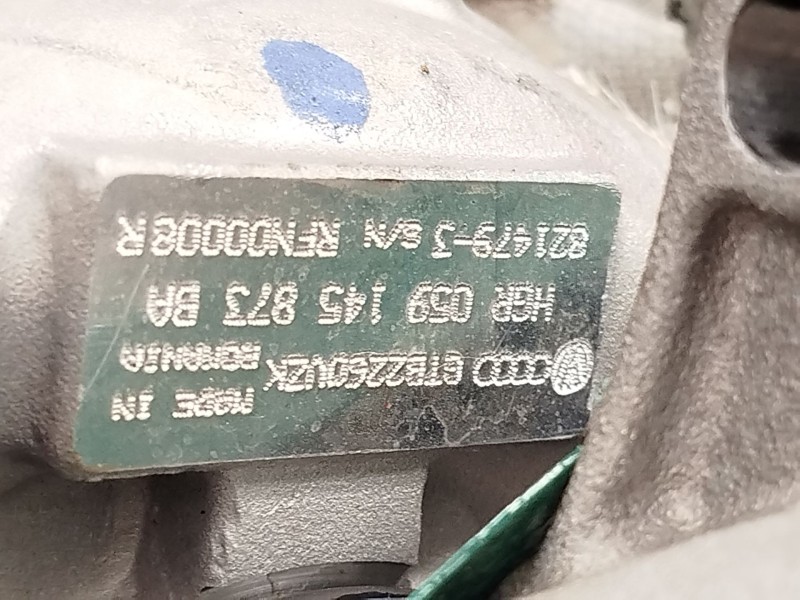 MADE IN
GTB2260VZK ROMANIA
HGR 059 145 873 BA
821479-3 S/N RFN00008R